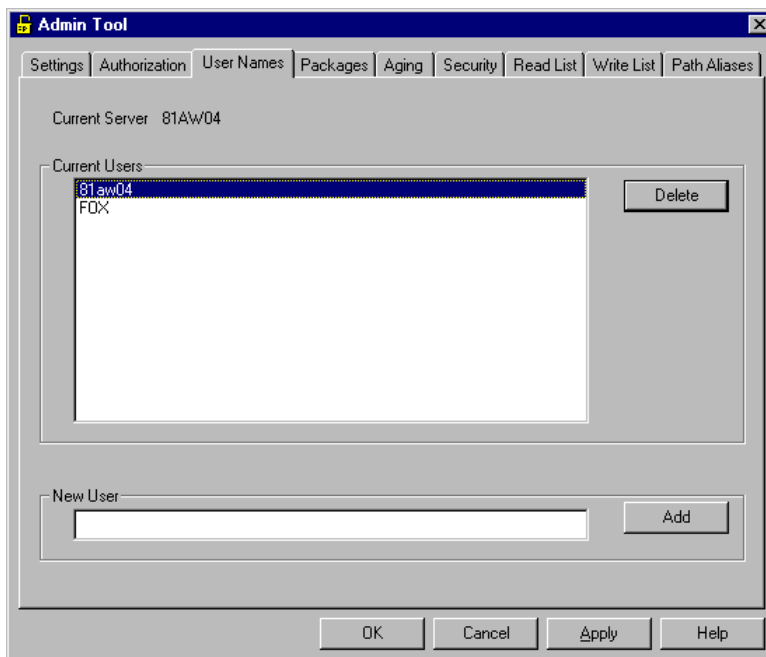 Admin Tool
Settings Authorization User Names Packages Aging Security Read List Write List Path Aliases
Current Server 81AW04
Current Users
81aw04
FOX
Delete
New User
Add
OK Cancel Apply Help